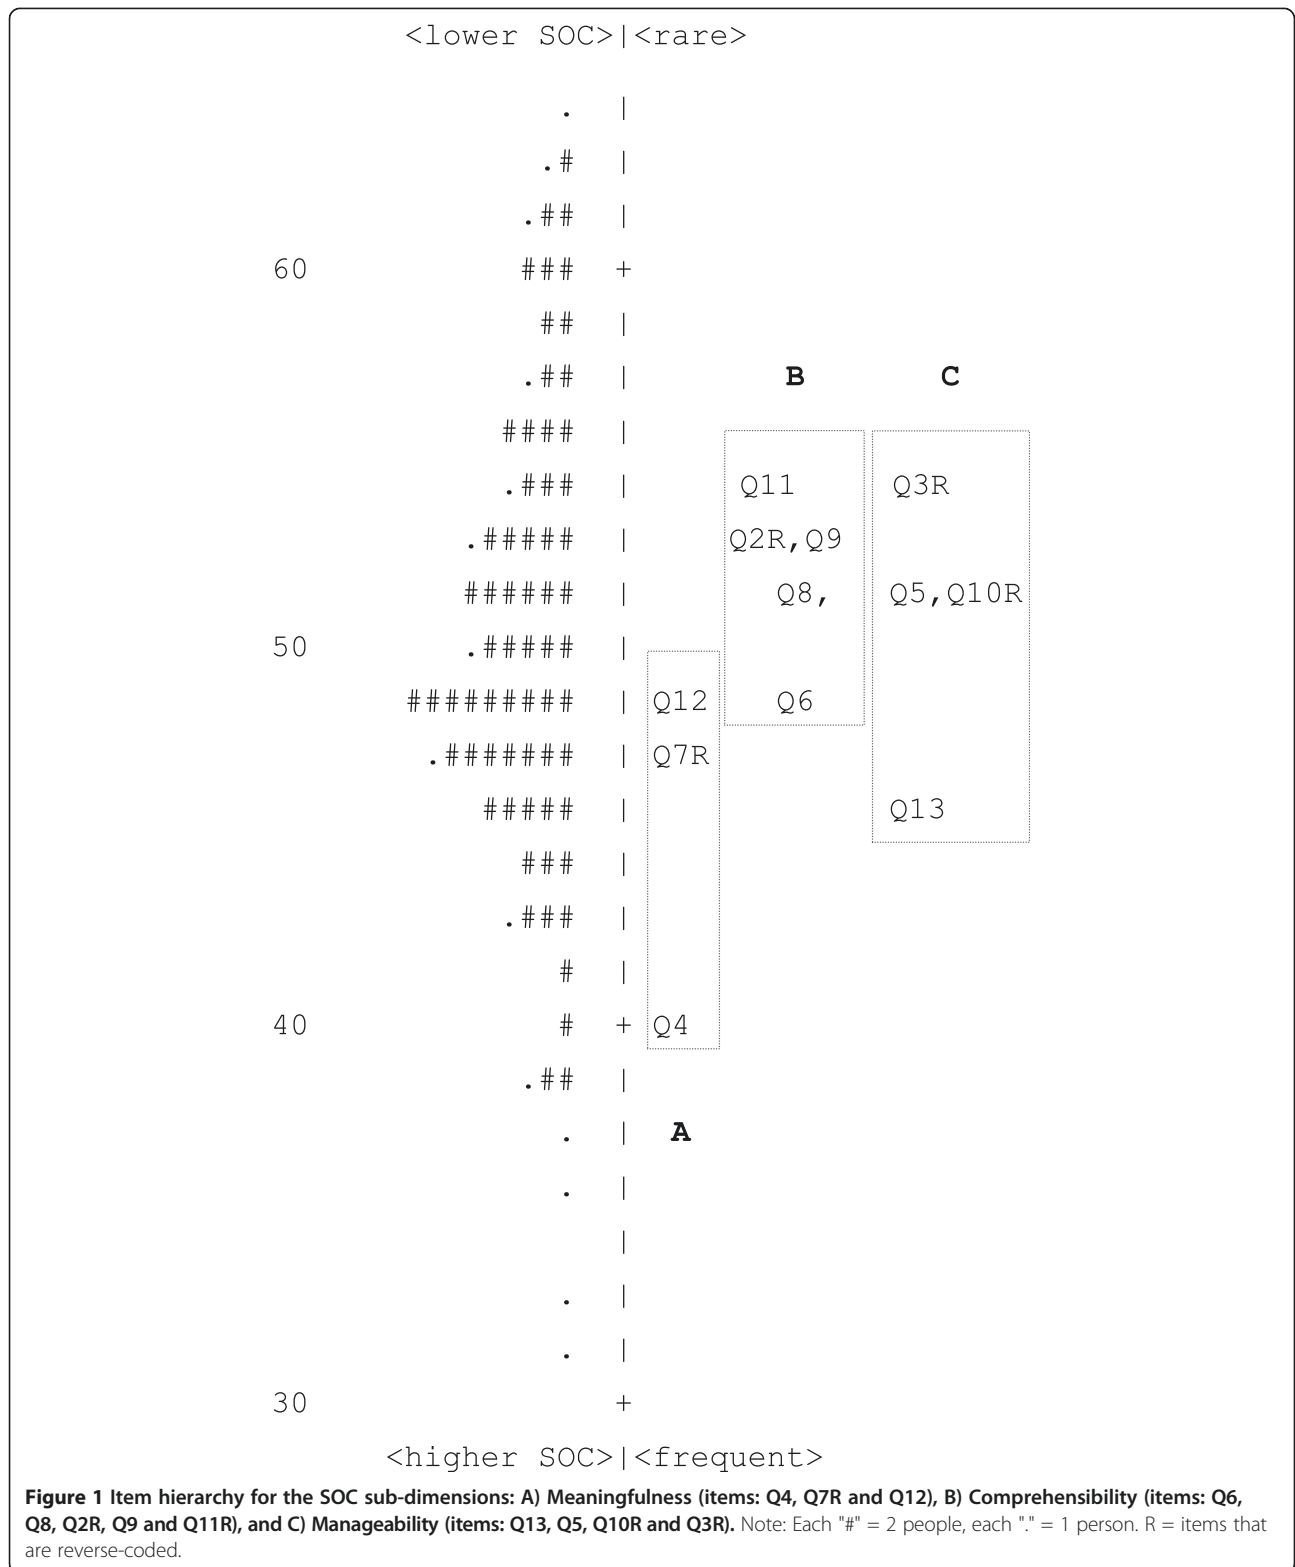 <lower SOC>|<rare>
. |
.# |
.## |
60 ### +
## |
.## | B C
#### |
.### | Q11 Q3R
.##### | Q2R,Q9
###### | Q8, Q5,Q10R
50 .##### |
######### | Q12 Q6
.####### | Q7R
##### | Q13
### |
.### |
# |
40 # + Q4
.## |
. | A
. |
|
. |
. |
30 +
<higher SOC>|<frequent>
Figure 1 Item hierarchy for the SOC sub-dimensions: A) Meaningfulness (items: Q4, Q7R and Q12), B) Comprehensibility (items: Q6,
Q8, Q2R, Q9 and Q11R), and C) Manageability (items: Q13, Q5, Q10R and Q3R). Note: Each "#" = 2 people, each "." = 1 person. R = items that
are reverse-coded.